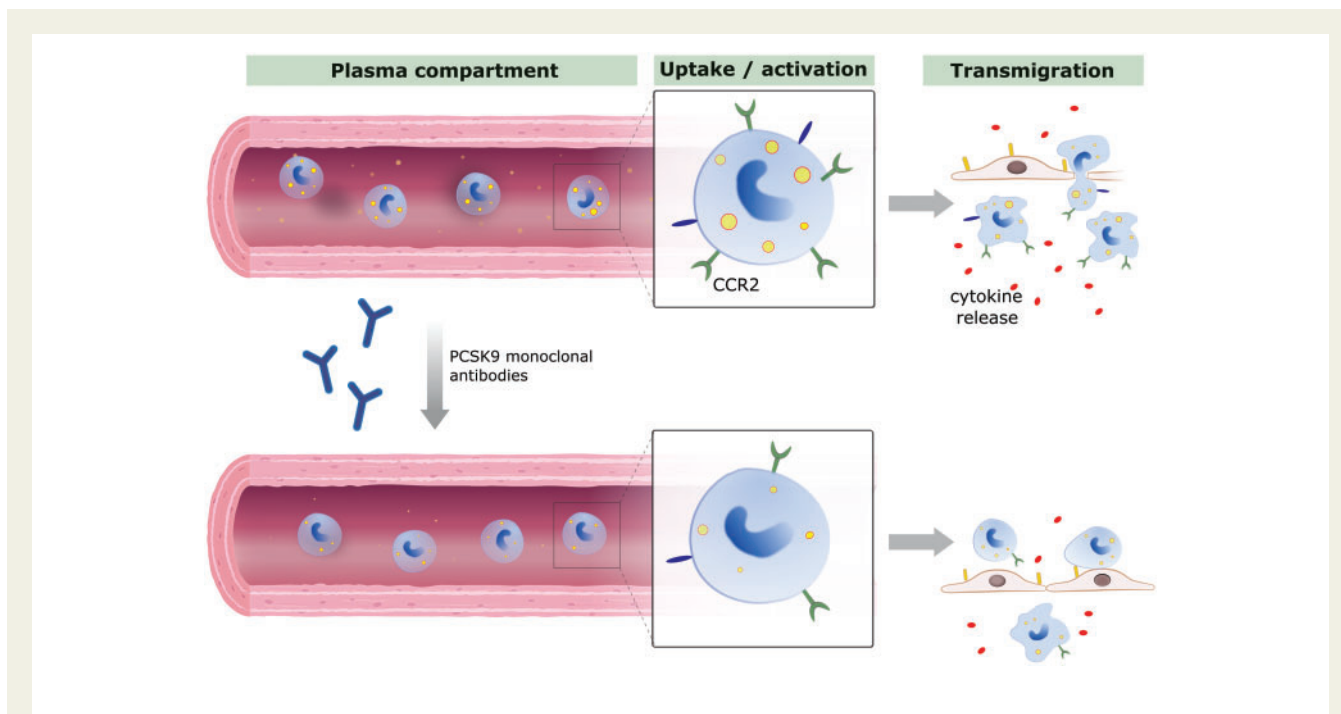 Plasma compartment
Uptake / activation
Transmigration
CCR2
cytokine
release
PCSK9 monoclonal
antibodies